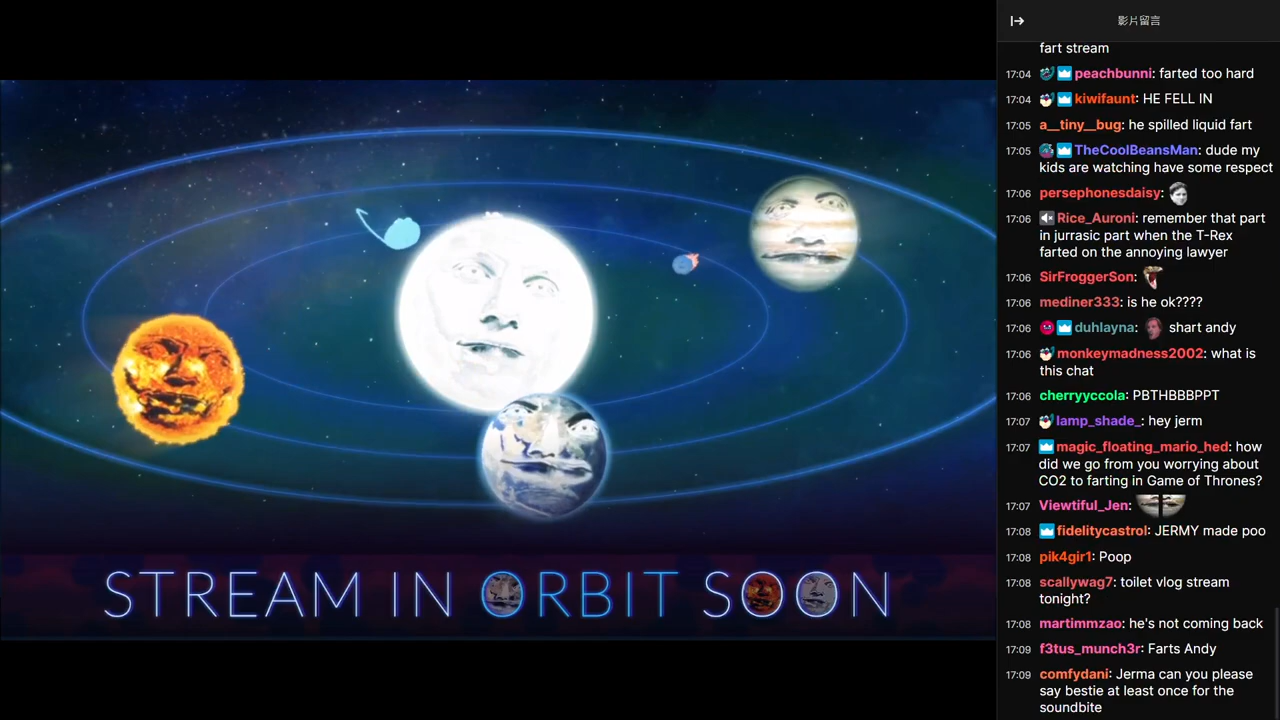 STREAM IN ORBIT SOON
影片留言
fart stream
17:04 peachbunni: farted too hard
17:04 kiwifaunt: HE FELL IN
17:05 a__tiny__bug: he spilled liquid fart
17:05 TheCoolBeansMan: dude my
kids are watching have some respect
17:06 persephonesdaisy:
17:06 Rice_Auroni: remember that part
in jurrasic part when the T-Rex
farted on the annoying lawyer
17:06 SirFroggerSon:
17:06 mediner333: is he ok????
17:06 duhlayna: shart andy
17:06 monkeymadness2002: what is
this chat
17:06 cherryyccola: PBTHBBBPPT
17:07 lamp_shade_: hey jerm
17:07 magic_floating_mario_hed: how
did we go from you worrying about
CO2 to farting in Game of Thrones?
17:07 Viewtiful_Jen:
17:08 fidelitycastrol: JERMY made poo
17:08 pik4gir1: Poop
17:08 scallywag7: toilet vlog stream
tonight?
17:08 martimmzao: he's not coming back
17:09 f3tus_munch3r: Farts Andy
17:09 comfydani: Jerma can you please
say bestie at least once for the
soundbite